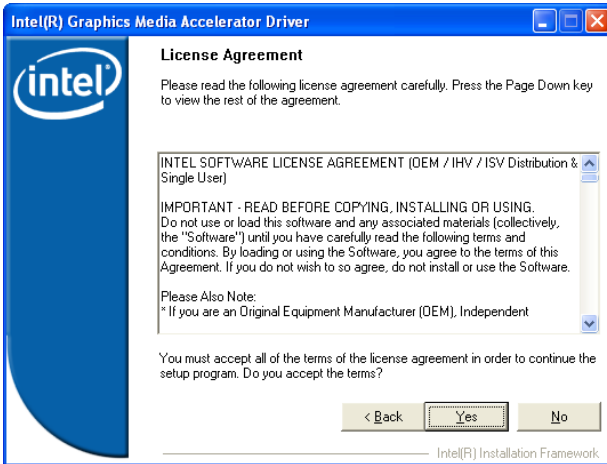 Intel(R) Graphics Media Accelerator Driver
intel
License Agreement
Please read the following license agreement carefully. Press the Page Down key
to view the rest of the agreement.
INTEL SOFTWARE LICENSE AGREEMENT (OEM / IHV / ISV Distribution &
Single User)
IMPORTANT - READ BEFORE COPYING, INSTALLING OR USING.
Do not use or load this software and any associated materials (collectively,
the "Software") until you have carefully read the following terms and
conditions. By loading or using the Software, you agree to the terms of this
Agreement. If you do not wish to so agree, do not install or use the Software.
Please Also Note:
* If you are an Original Equipment Manufacturer (OEM), Independent
You must accept all of the terms of the license agreement in order to continue the
setup program. Do you accept the terms?
< Back Yes No
Intel(R) Installation Framework